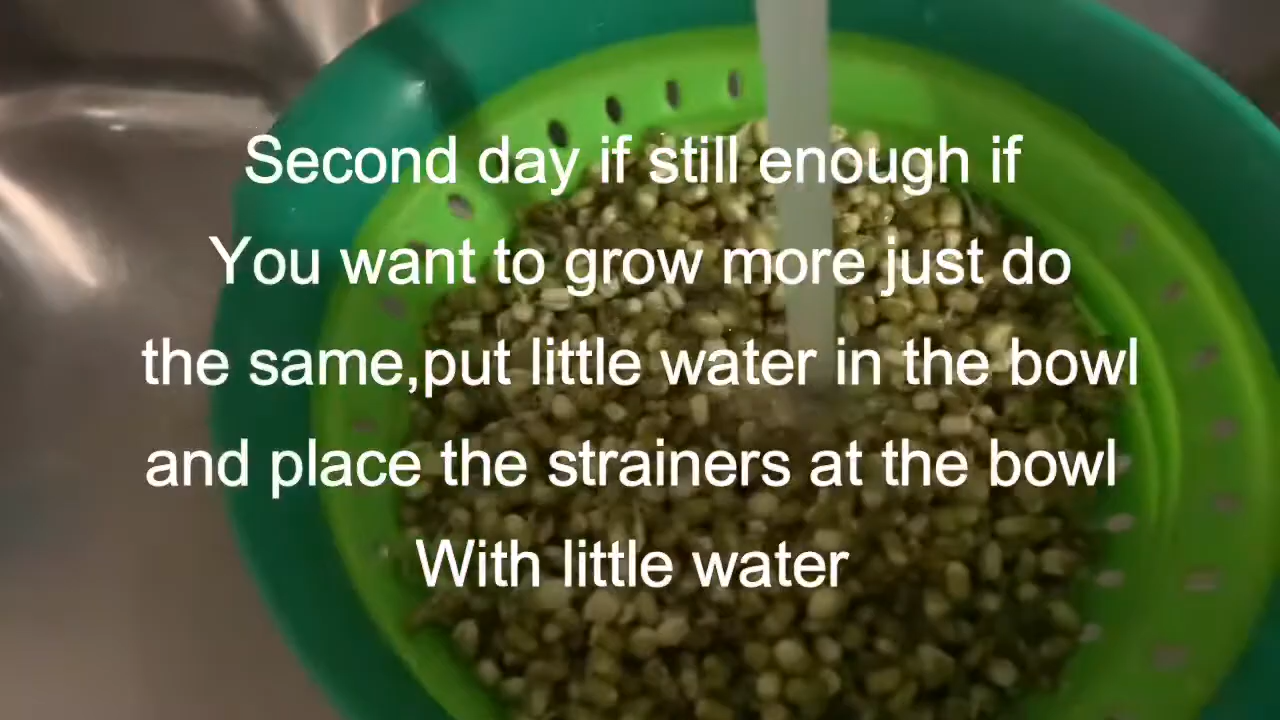 Second day if still enough if
You want to grow more just do
the same,put little water in the bowl
and place the strainers at the bowl
With little water